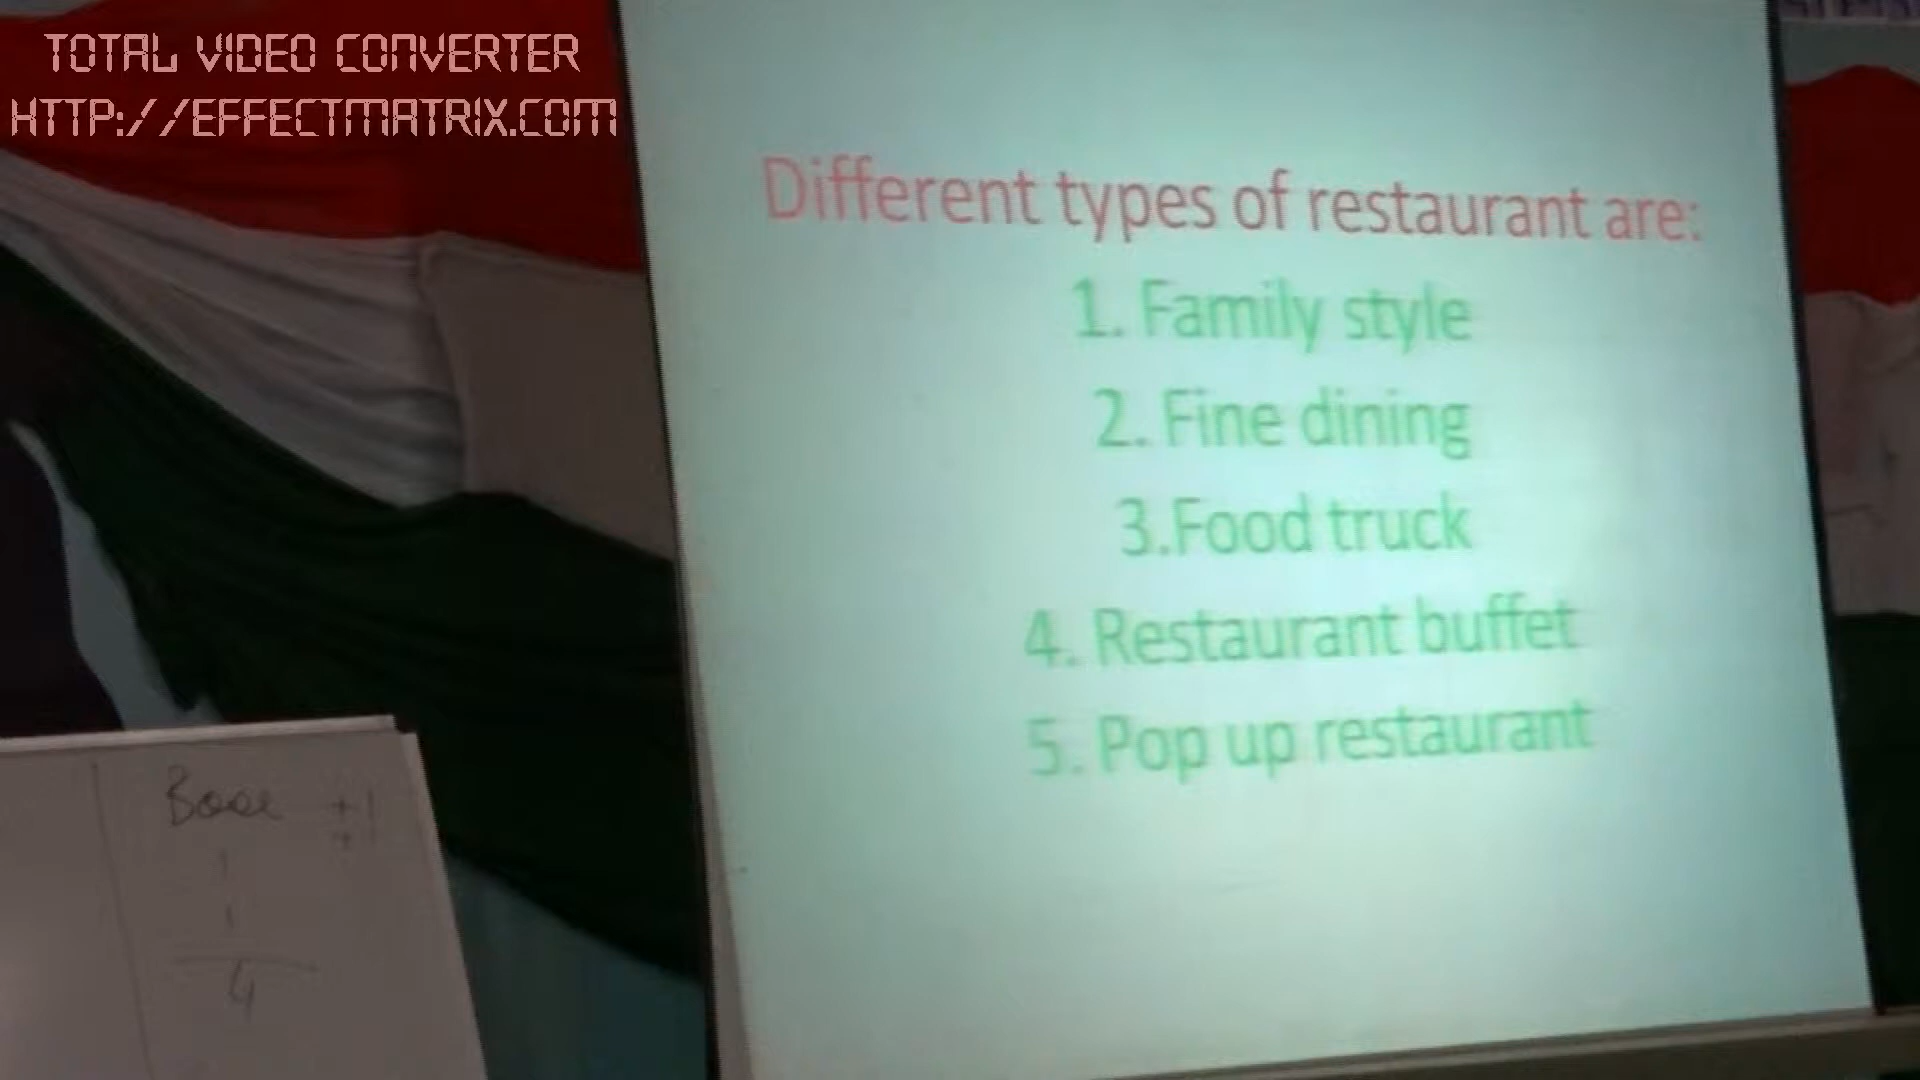 TOTAL VIDEO CONVERTER
HTTP://EFFECTMATRIX.COM
Different types of restaurant are:
1. Family style
2. Fine dining
3.Food truck
4. Restaurant buffet
5. Pop up restaurant
+1
4